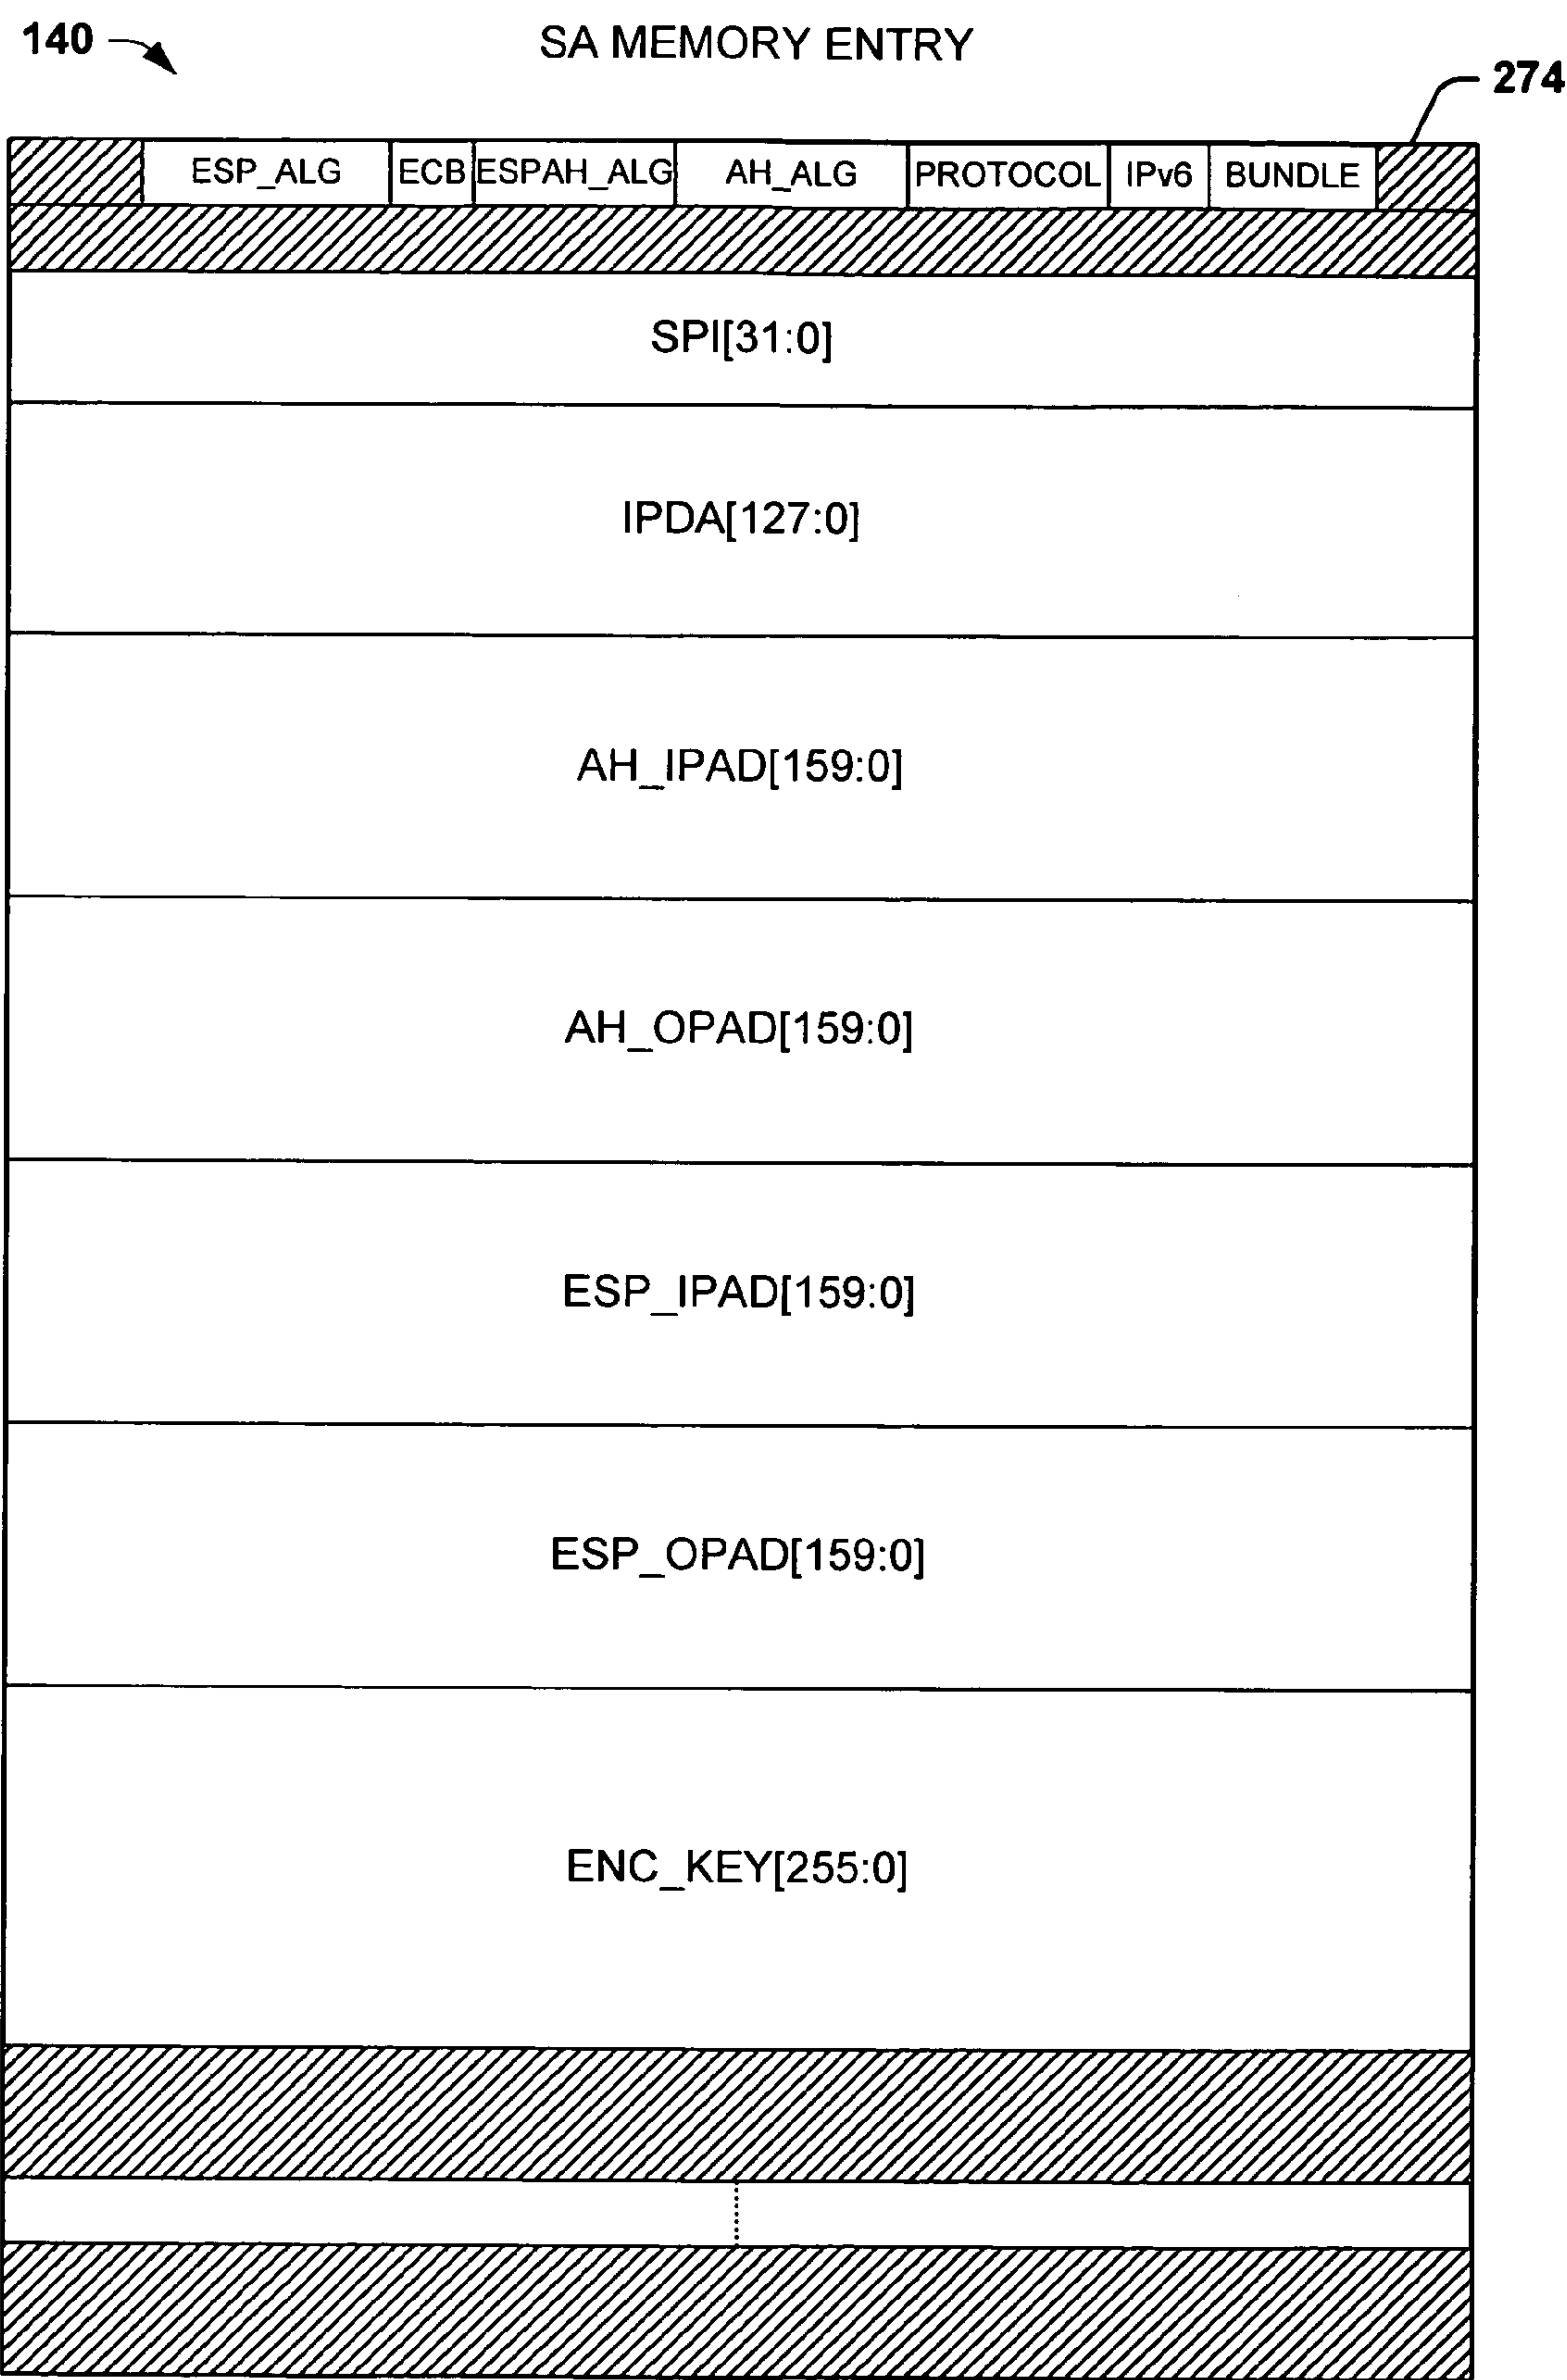 140
SA MEMORY ENTRY
274
ESP_ALG ECB ESPAH_ALG AH_ALG PROTOCOL IPv6 BUNDLE
SPI[31:0]
IPDA[127:0]
AH_IPAD[159:0]
AH_OPAD[159:0]
ESP_IPAD[159:0]
ESP_OPAD[159:0]
ENC_KEY[255:0]